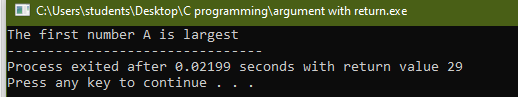 C:\Users\students\Desktop\C programming\argument with return.exe
The first number A is largest
--------------------------------
Process exited after 0.02199 seconds with return value 29
Press any key to continue . . .